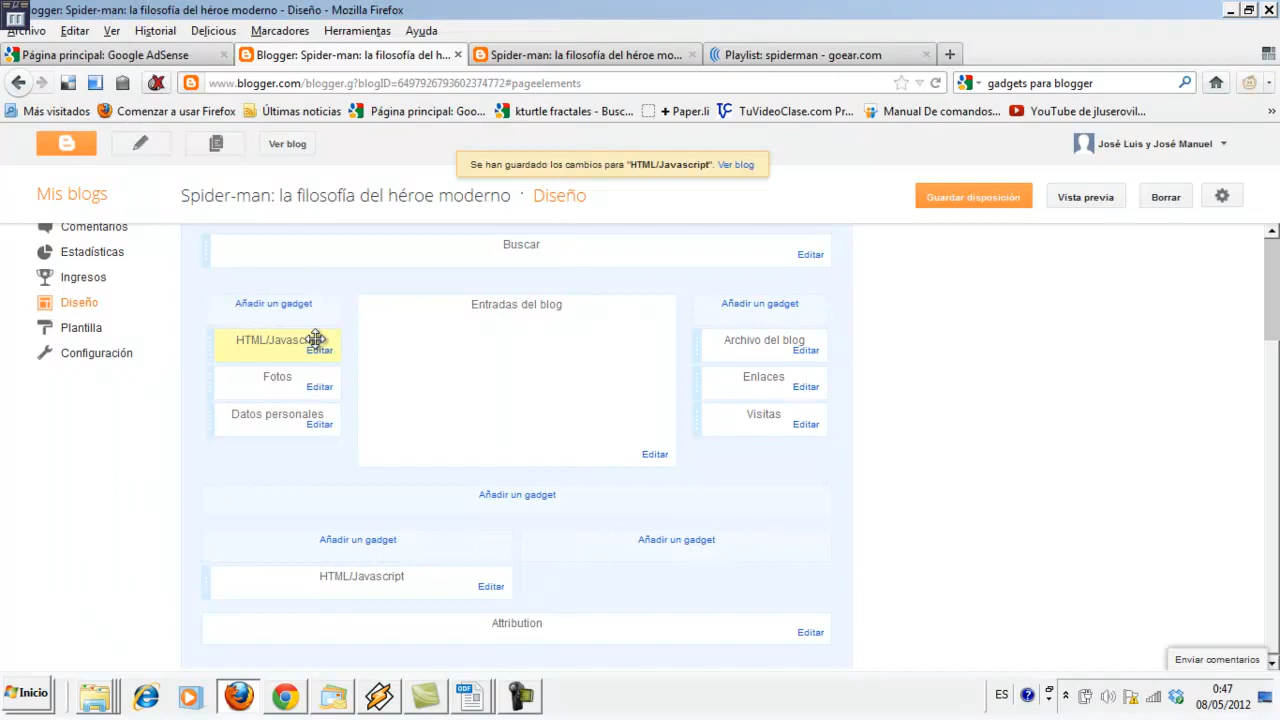 Blogger: Spider-man: la filosofía del héroe moderno - Diseño - Mozilla Firefox
Archivo Editar Ver Historial Delicious Marcadores Herramientas Ayuda
Página principal: Google AdSense × Blogger: Spider-man: la filosofía del h... × Spider-man: la filosofía del héroe mo... × Playlist: spiderman - goear.com × +
www.blogger.com/blogger.g?blogID=6497926793602374772#pageelements gadgets para blogger
Más visitados Comenzar a usar Firefox Últimas noticias Página principal: Goo... kturtle fractales - Busc... + Paper.li TuVideoClase.com Pr... Manual De comandos... YouTube de jluserovil... »
Ver blog José Luis y José Manuel
Se han guardado los cambios para "HTML/Javascript". Ver blog
Mis blogs Spider-man: la filosofía del héroe moderno · Diseño Guardar disposición Vista previa Borrar
Comentarios
Estadísticas
Ingresos
Diseño
Plantilla
Configuración
Buscar
Editar
Añadir un gadget Entradas del blog Añadir un gadget
HTML/Javascript Archivo del blog
Editar Editar
Fotos Enlaces
Editar Editar
Datos personales Visitas
Editar Editar
Editar
Añadir un gadget
Añadir un gadget Añadir un gadget
HTML/Javascript
Editar
Attribution
Editar
Enviar comentarios
Inicio ODF ES 0:47
08/05/2012